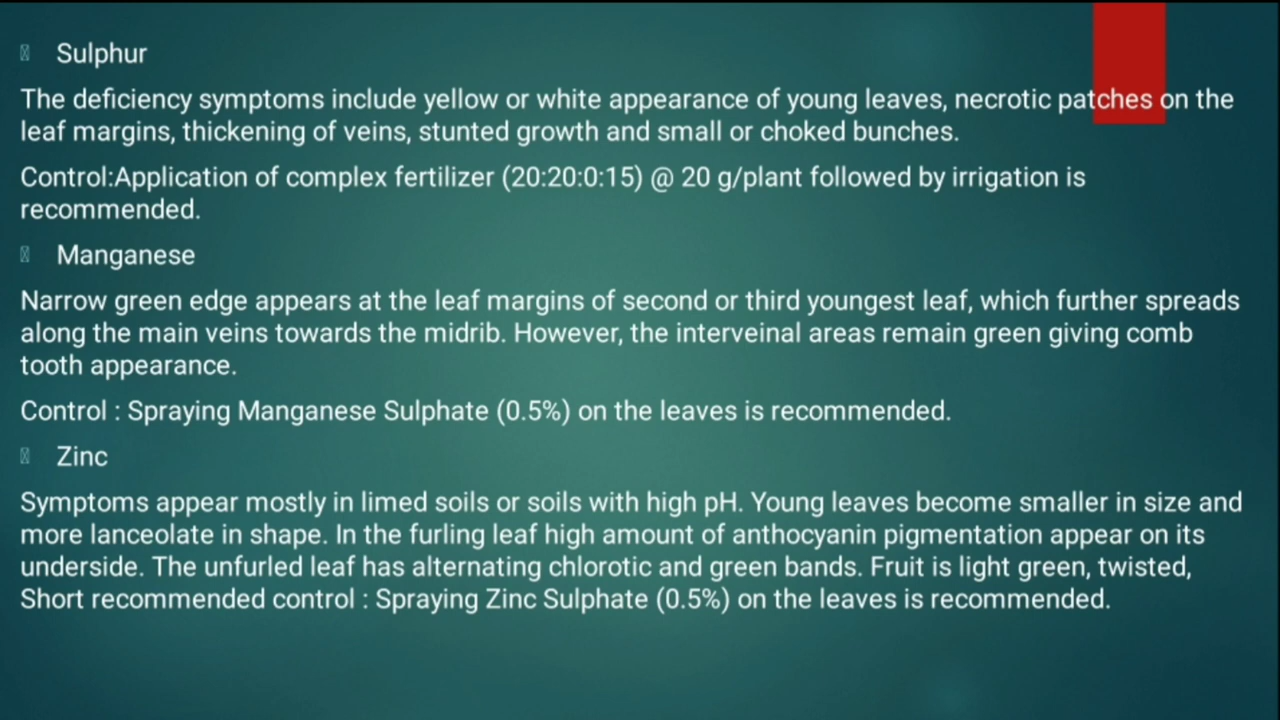 Sulphur
The deficiency symptoms include yellow or white appearance of young leaves, necrotic patches on the
leaf margins, thickening of veins, stunted growth and small or choked bunches.
Control:Application of complex fertilizer (20:20:0:15) @ 20 g/plant followed by irrigation is
recommended.
Manganese
Narrow green edge appears at the leaf margins of second or third youngest leaf, which further spreads
along the main veins towards the midrib. However, the interveinal areas remain green giving comb
tooth appearance.
Control : Spraying Manganese Sulphate (0.5%) on the leaves is recommended.
Zinc
Symptoms appear mostly in limed soils or soils with high pH. Young leaves become smaller in size and
more lanceolate in shape. In the furling leaf high amount of anthocyanin pigmentation appear on its
underside. The unfurled leaf has alternating chlorotic and green bands. Fruit is light green, twisted,
Short recommended control : Spraying Zinc Sulphate (0.5%) on the leaves is recommended.